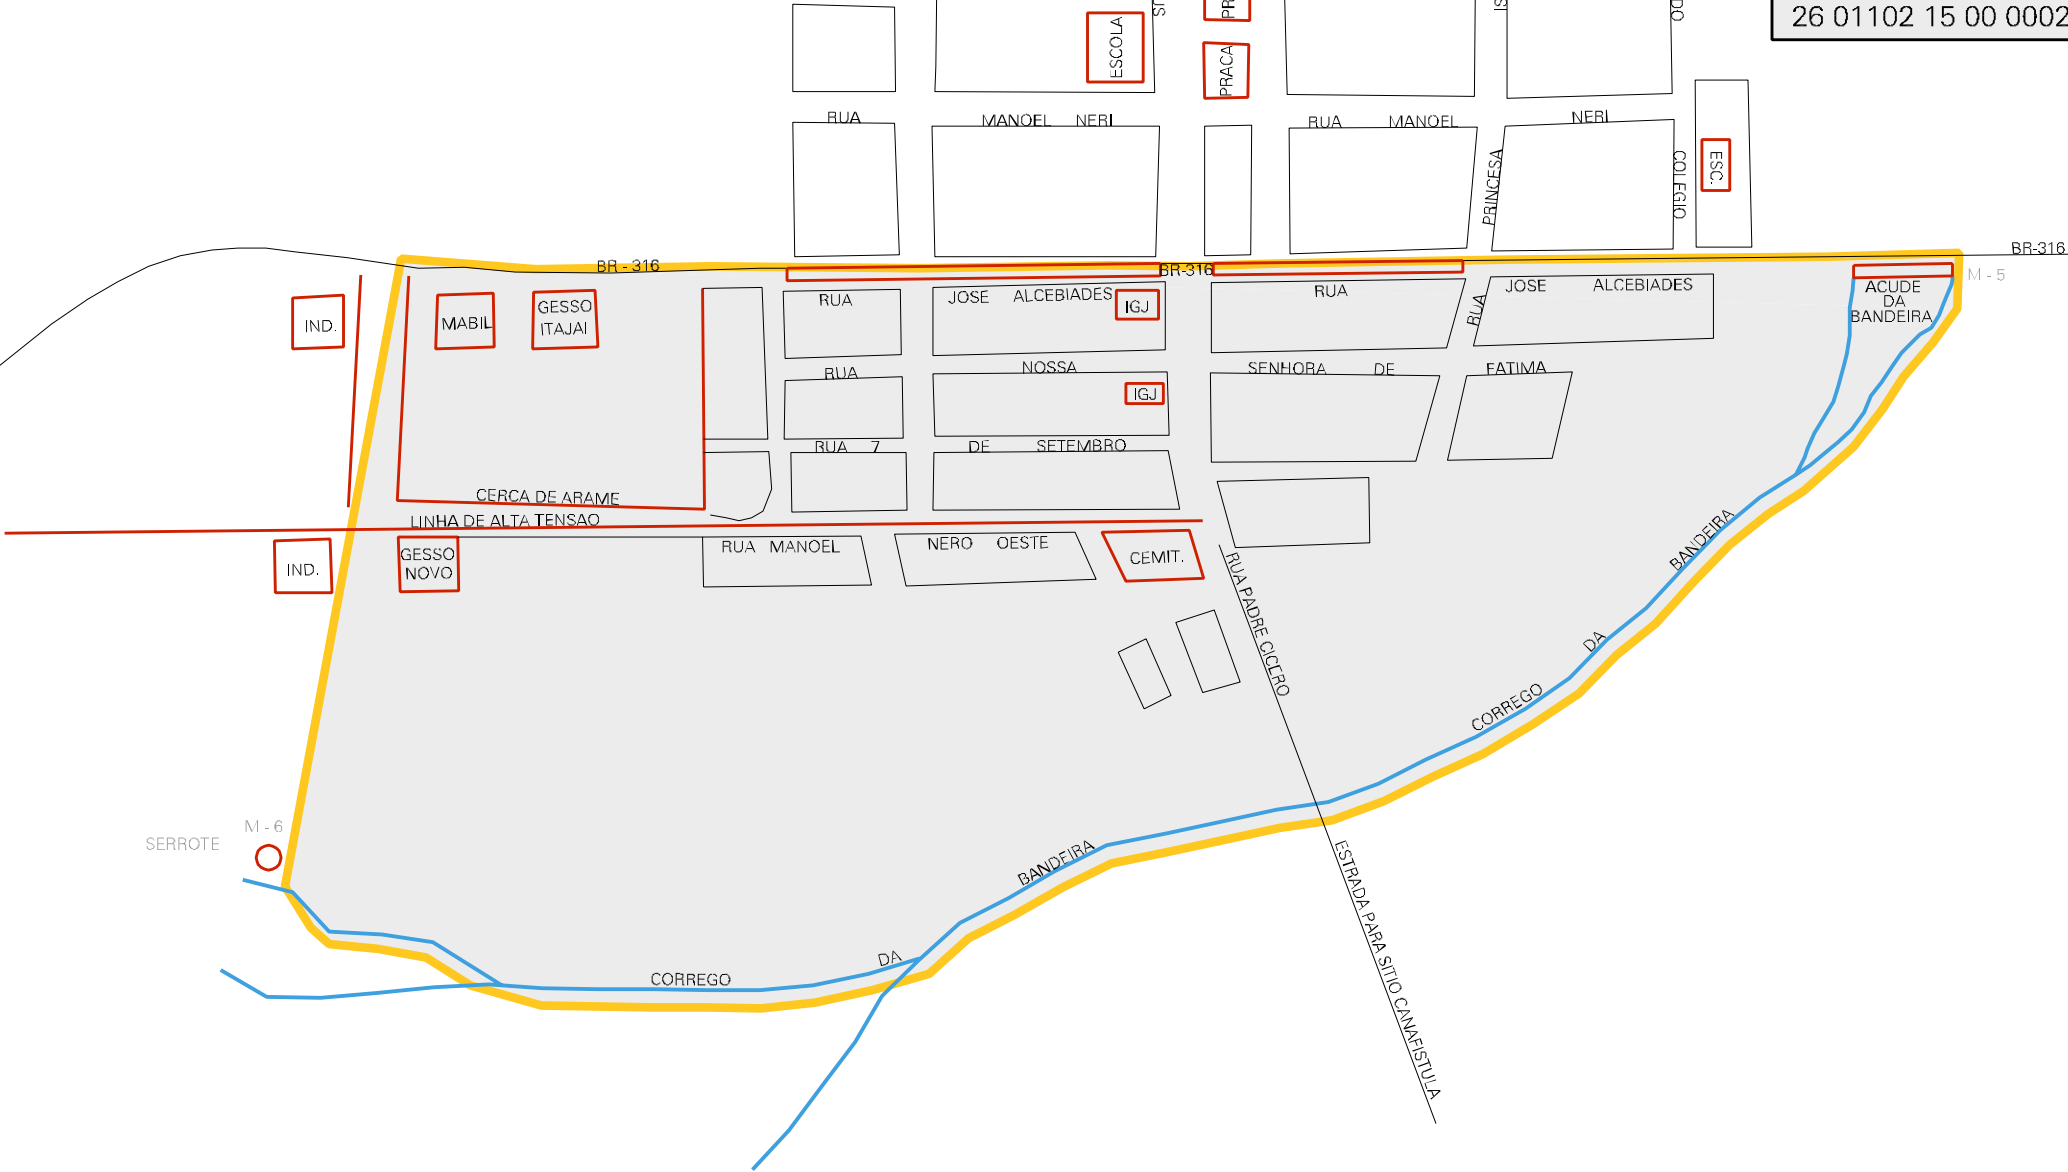 26 01102 15 00 0002
ESCOLA
PRACA
RUA MANOEL NERI
RUA MANOEL NERI
PRINCESA
COLEGIO
ESC.
BR-316
BR - 316
BR-316
M - 5
IND.
MABIL
GESSO
ITAJAI
RUA JOSE ALCEBIADES
IGJ
RUA JOSE ALCEBIADES
RUA
ACUDE
DA
BANDEIRA
RUA NOSSA SENHORA DE FATIMA
IGJ
RUA 7 DE SETEMBRO
CERCA DE ARAME
LINHA DE ALTA TENSAO
IND.
GESSO
NOVO
RUA MANOEL NERO OESTE
CEMIT.
RUA PADRE CICERO
CORREGO DA BANDEIRA
M - 6
SERROTE
CORREGO DA BANDEIRA
ESTRADA PARA SITIO CANAFISTULA